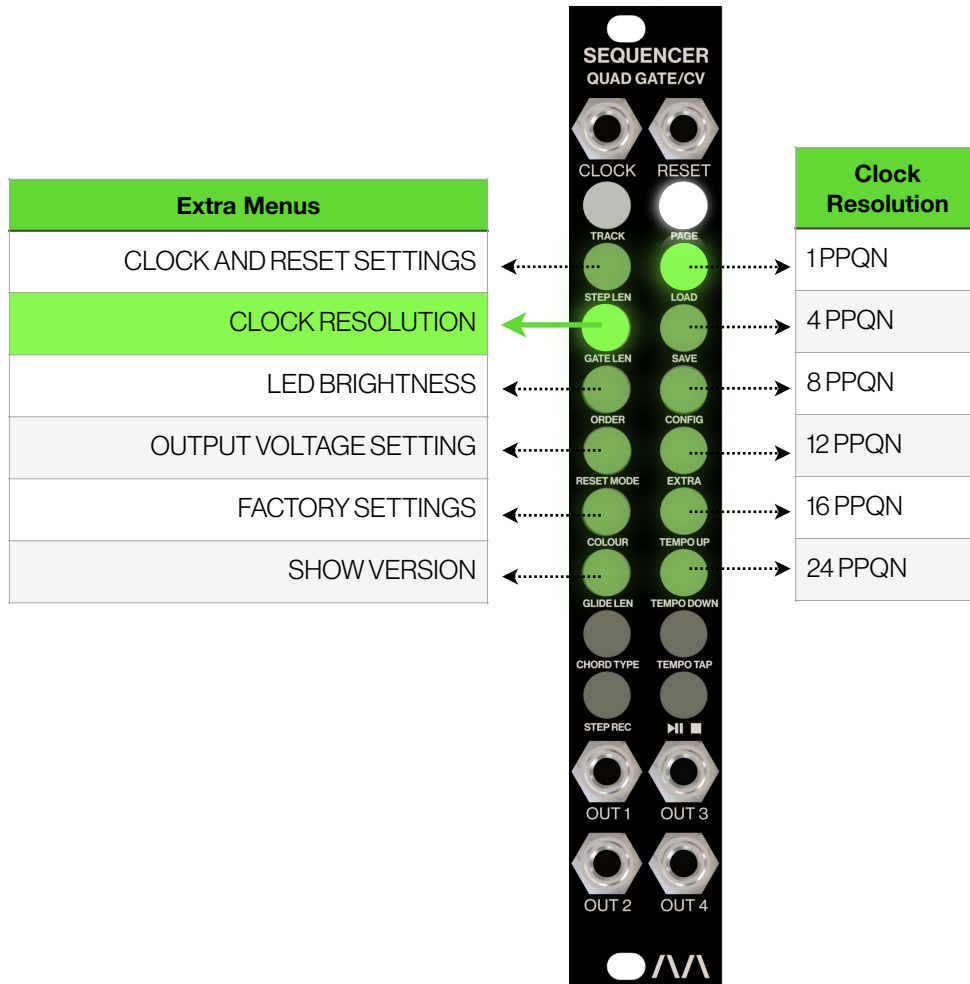 SEQUENCER
QUAD GATE/CV
CLOCK RESET
TRACK PAGE
STEP LEN LOAD
GATE LEN SAVE
ORDER CONFIG
RESET MODE EXTRA
COLOUR TEMPO UP
GLIDE LEN TEMPO DOWN
CHORD TYPE TEMPO TAP
STEP REC
OUT 1 OUT 3
OUT 2 OUT 4
Extra Menus
CLOCK AND RESET SETTINGS
CLOCK RESOLUTION
LED BRIGHTNESS
OUTPUT VOLTAGE SETTING
FACTORY SETTINGS
SHOW VERSION
Clock
Resolution
1 PPQN
4 PPQN
8 PPQN
12 PPQN
16 PPQN
24 PPQN